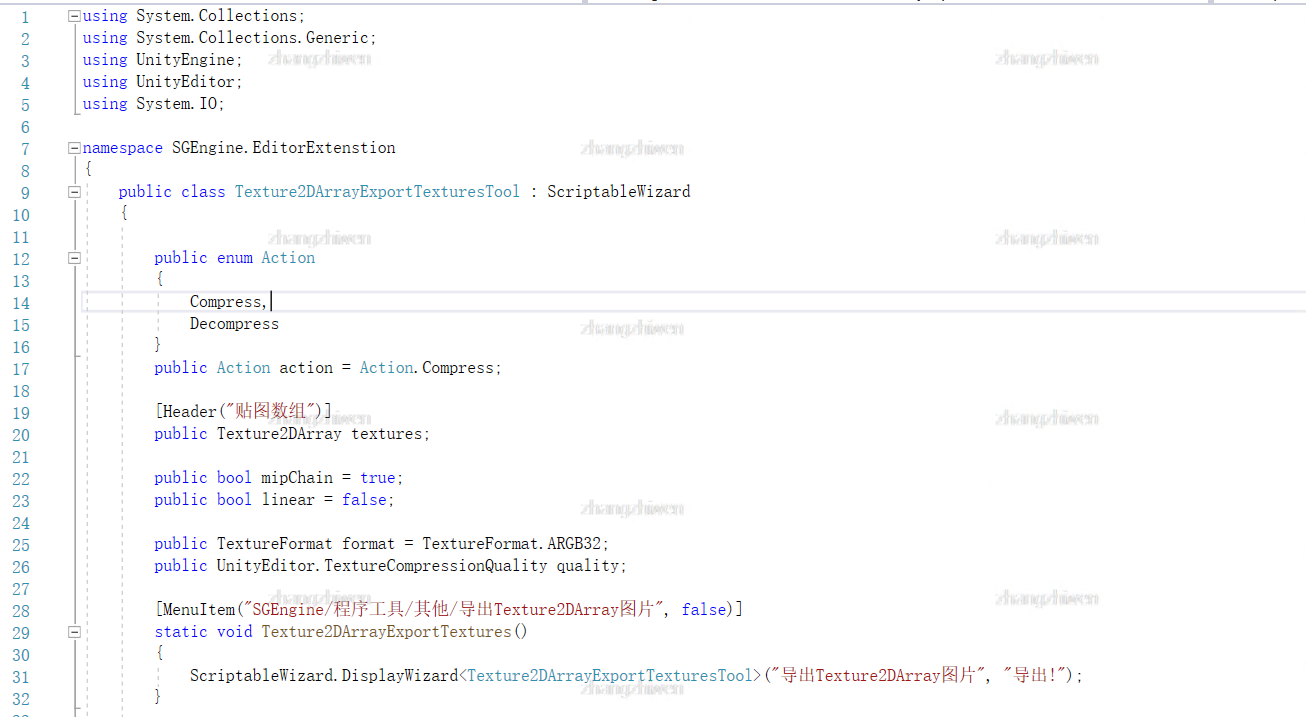 1 using System.Collections;
2 using System.Collections.Generic;
3 using UnityEngine;
4 using UnityEditor;
5 using System.IO;
6
7 namespace SGEngine.EditorExtenstion
8 {
9 public class Texture2DArrayExportTexturesTool : ScriptableWizard
10 {
11
12 public enum Action
13 {
14 Compress,
15 Decompress
16 }
17 public Action action = Action.Compress;
18
19 [Header("贴图数组")]
20 public Texture2DArray textures;
21
22 public bool mipChain = true;
23 public bool linear = false;
24
25 public TextureFormat format = TextureFormat.ARGB32;
26 public UnityEditor.TextureCompressionQuality quality;
27
28 [MenuItem("SGEngine/程序工具/其他/导出Texture2DArray图片", false)]
29 static void Texture2DArrayExportTextures()
30 {
31 ScriptableWizard.DisplayWizard<Texture2DArrayExportTexturesTool>("导出Texture2DArray图片", "导出!");
32 }